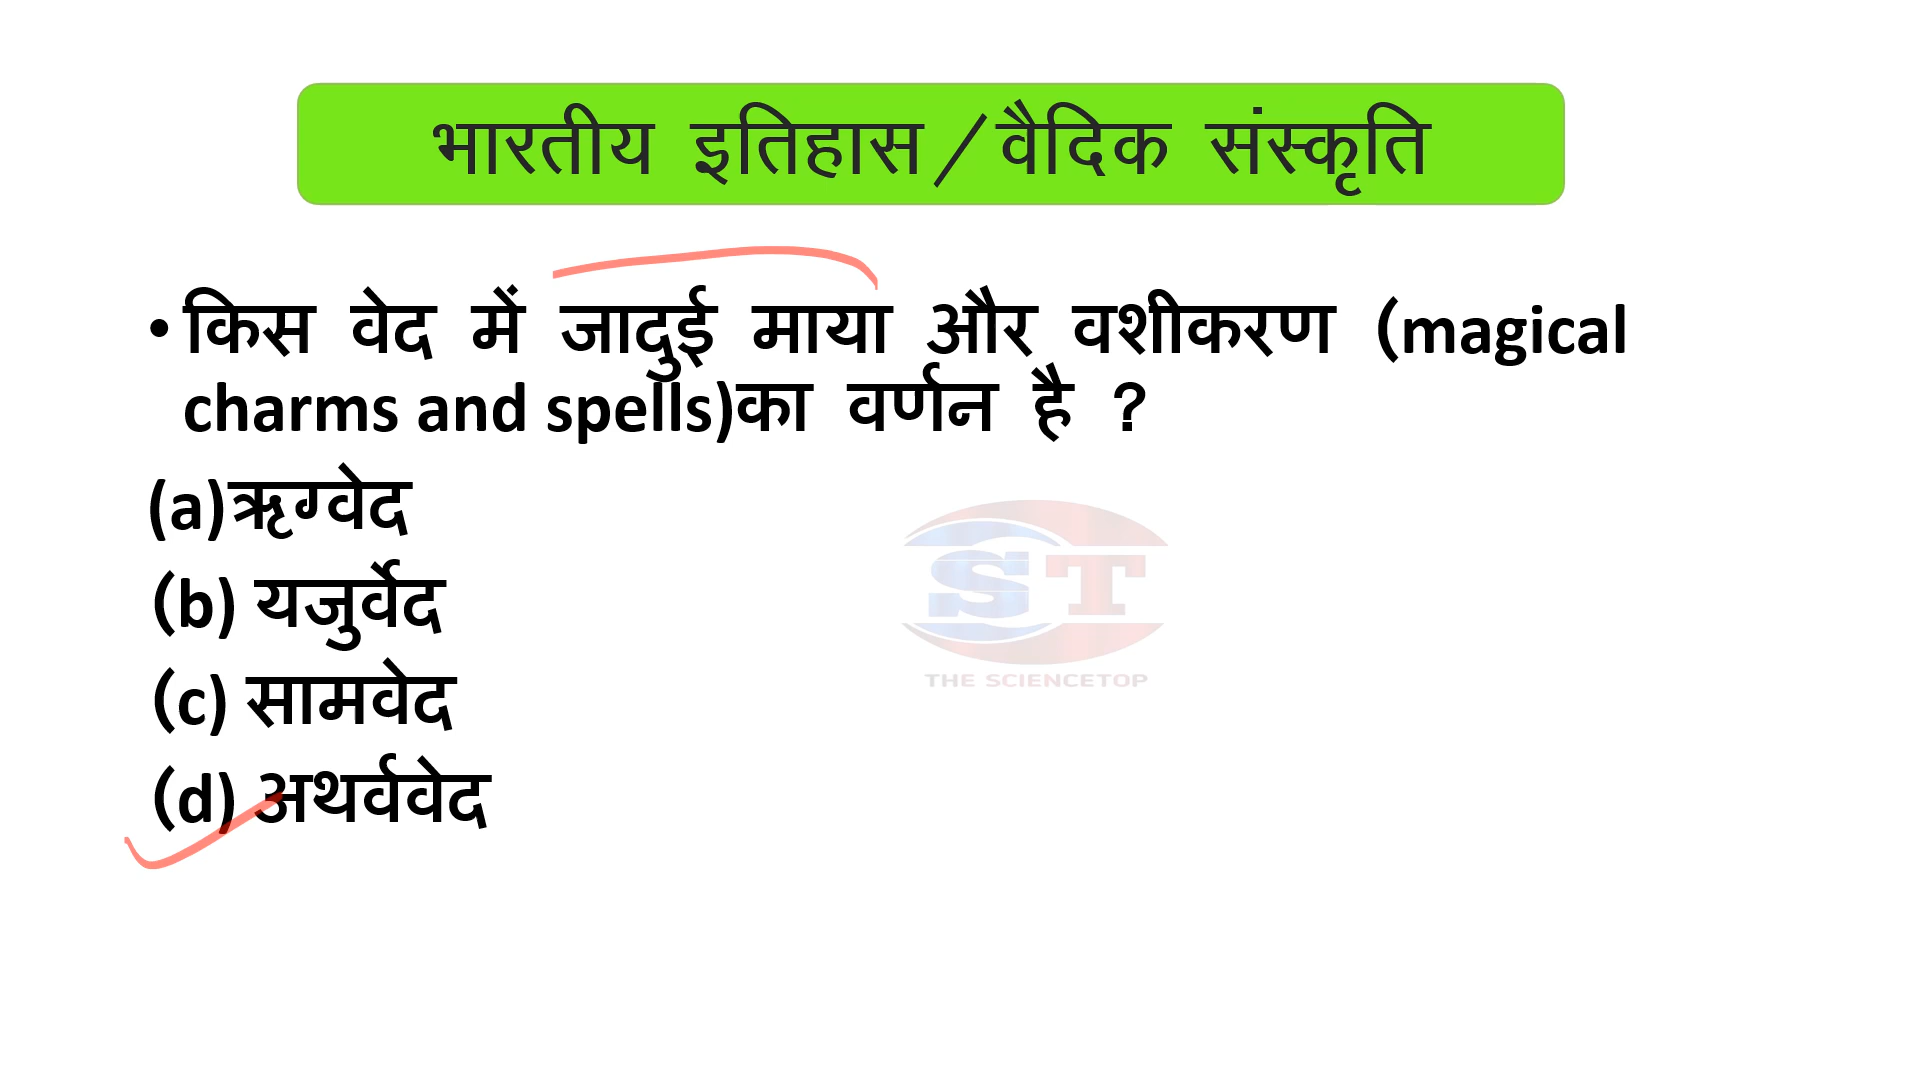 भारतीय इतिहास/वैदिक संस्कृति
• किस वेद में जादुई माया और वशीकरण (magical
charms and spells)का वर्णन है ?
(a)ऋग्वेद
(b) यजुर्वेद
(c) सामवेद
(d) अथर्ववेद
ST
THE SCIENCETOP